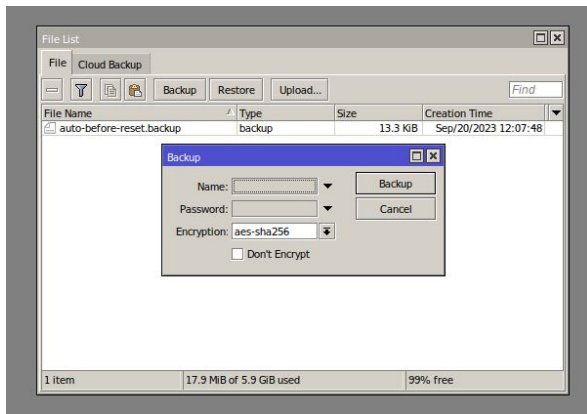 File List
File Cloud Backup
Backup Restore Upload... Find
File Name Type Size Creation Time
auto-before-reset.backup backup 13.3 KiB Sep/20/2023 12:07:48
Backup
Name: Backup
Password: Cancel
Encryption: aes-sha256
Don't Encrypt
1 item 17.9 MiB of 5.9 GiB used 99% free